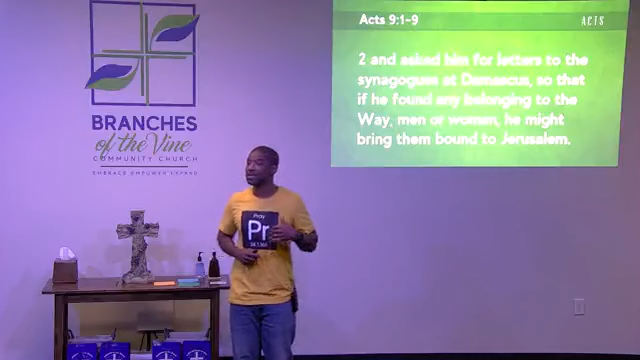 Acts 9:1-9
ACTS
2 and asked him for letters to the
synagogues at Damascus, so that
if he found any belonging to the
Way, men or women, he might
bring them bound to Jerusalem.
BRANCHES
of the Vine
COMMUNITY CHURCH
EMBRACE EMPOWER EXPAND
Pray
Pr